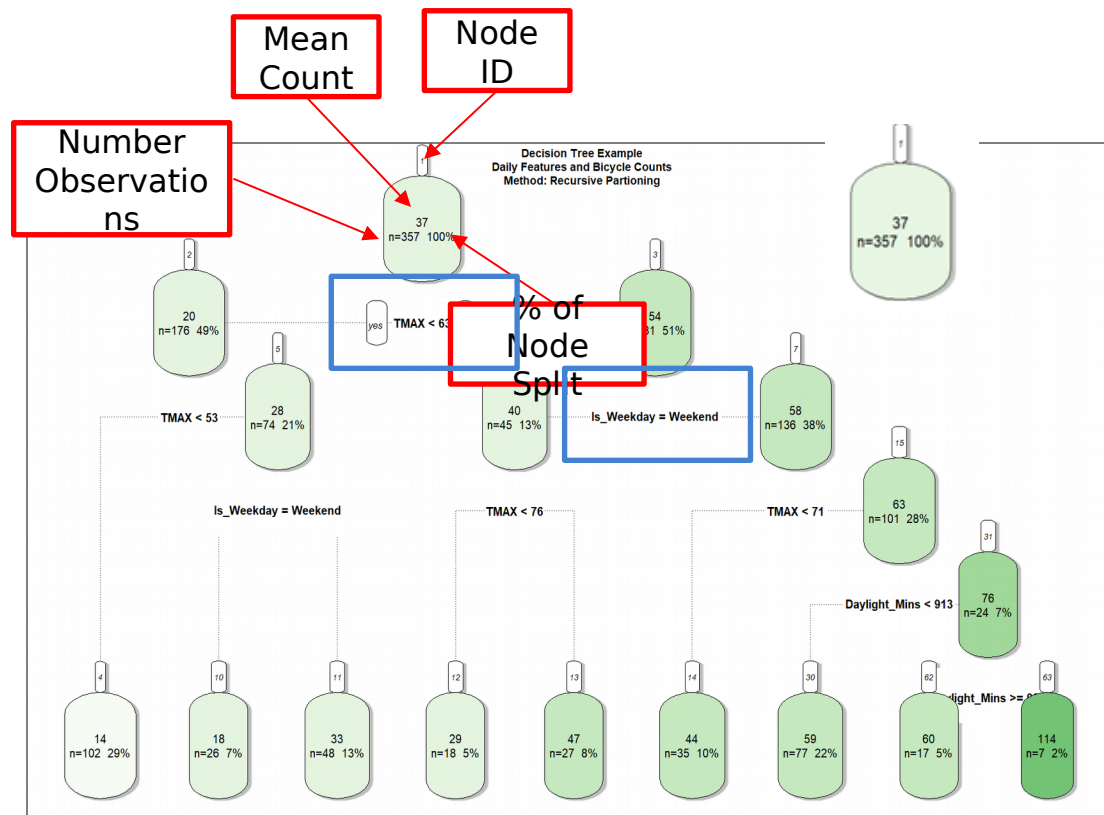 Mean
Count
Node
ID
Number
Observatio
ns
Decision Tree Example
Daily Features and Bicycle Counts
Method: Recursive Partioning
1
37
n=357 100%
1
37
n=357 100%
2
20
n=176 49%
yes
TMAX < 63
% of
Node
Split
3
54
31 51%
5
28
n=74 21%
TMAX < 53
40
n=45 13%
Is_Weekday = Weekend
7
58
n=136 38%
15
63
n=101 28%
Is_Weekday = Weekend
TMAX < 76
TMAX < 71
31
76
n=24 7%
Daylight_Mins < 913
ylight_Mins >=
4
14
n=102 29%
10
18
n=26 7%
11
33
n=48 13%
12
29
n=18 5%
13
47
n=27 8%
14
44
n=35 10%
30
59
n=77 22%
62
60
n=17 5%
63
114
n=7 2%